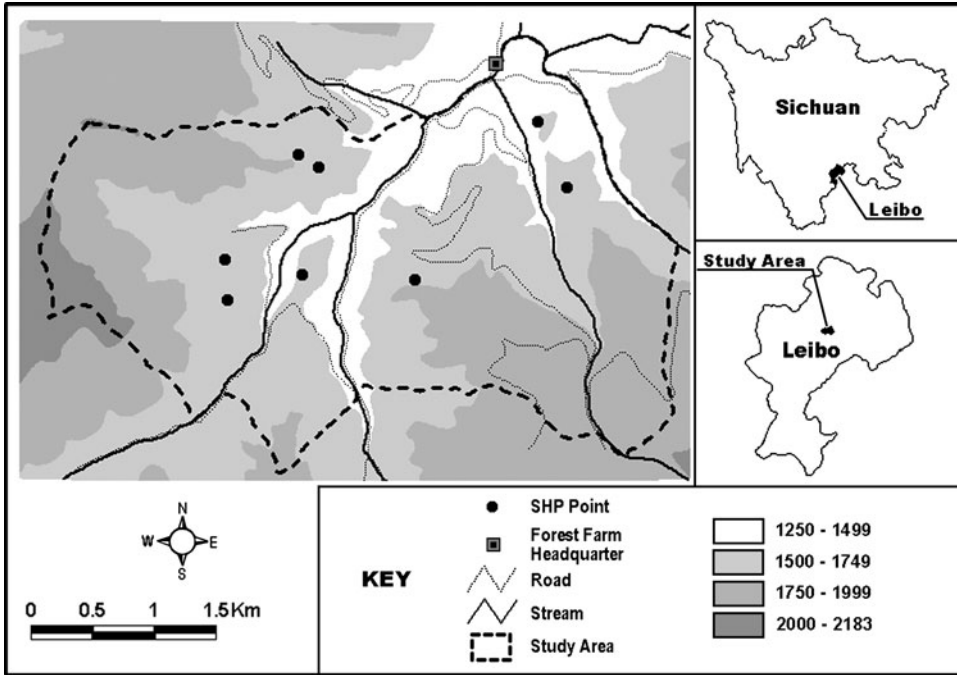 Sichuan
Leibo
Study Area
Leibo
N
W E
S
0 0.5 1 1.5 Km
KEY
SHP Point
Forest Farm
Headquarter
Road
Stream
Study Area
1250 - 1499
1500 - 1749
1750 - 1999
2000 - 2183